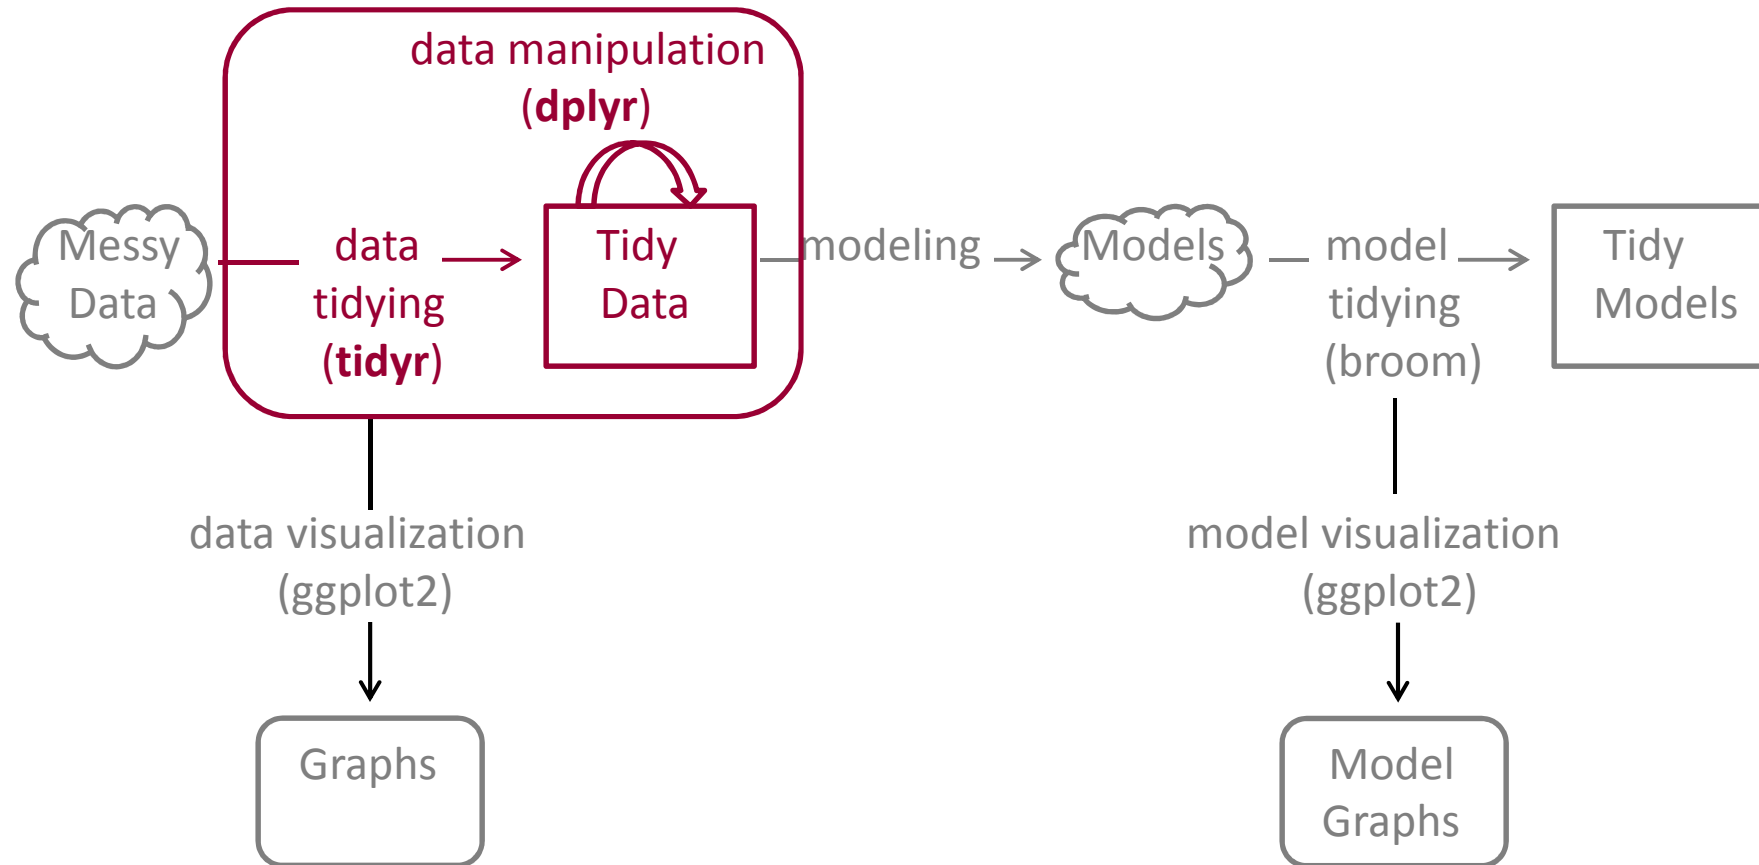 data manipulation
(dplyr)
Messy
Data
data
tidying
(tidyr)
Tidy
Data
modeling
Models
model
tidying
(broom)
Tidy
Models
data visualization
(ggplot2)
model visualization
(ggplot2)
Graphs
Model
Graphs